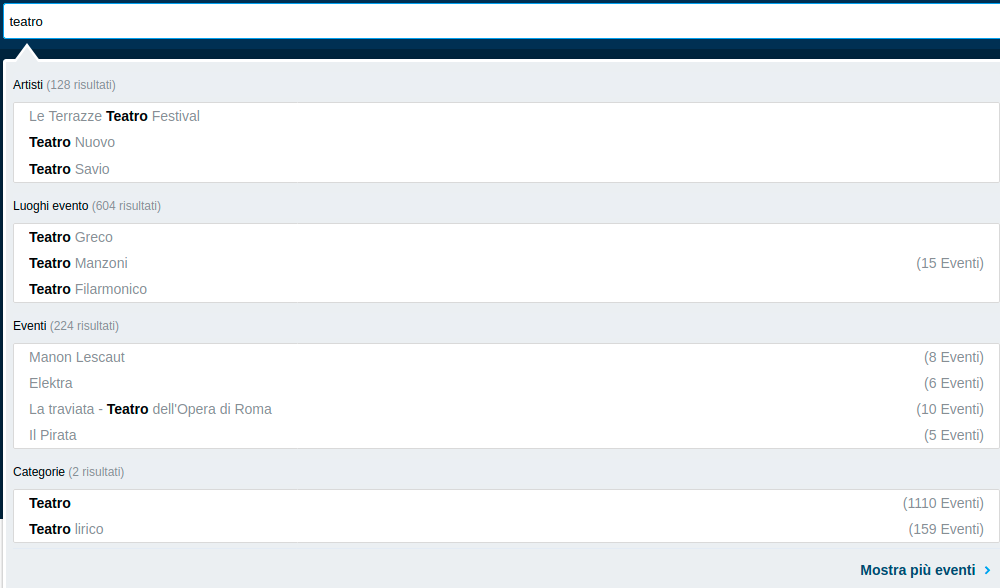 teatro
Artisti (128 risultati)
Le Terrazze Teatro Festival
Teatro Nuovo
Teatro Savio
Luoghi evento (604 risultati)
Teatro Greco
Teatro Manzoni (15 Eventi)
Teatro Filarmonico
Eventi (224 risultati)
Manon Lescaut (8 Eventi)
Elektra (6 Eventi)
La traviata - Teatro dell'Opera di Roma (10 Eventi)
Il Pirata (5 Eventi)
Categorie (2 risultati)
Teatro (1110 Eventi)
Teatro lirico (159 Eventi)
Mostra più eventi